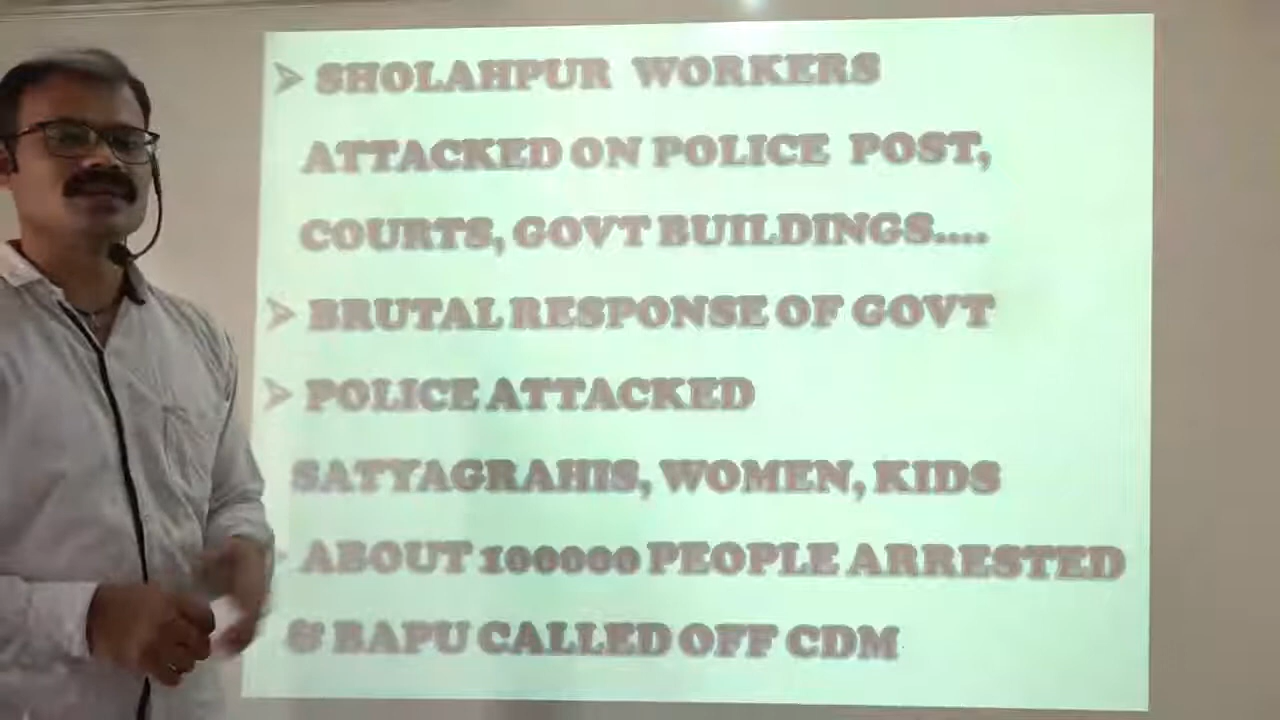 ➢ SHOLAHPUR WORKERS
ATTACKED ON POLICE POST,
COURTS, GOVT BUILDINGS....
➢ BRUTAL RESPONSE OF GOVT
➢ POLICE ATTACKED
SATYAGRAHIS, WOMEN, KIDS
ABOUT 100000 PEOPLE ARRESTED
& BAPU CALLED OFF CDM